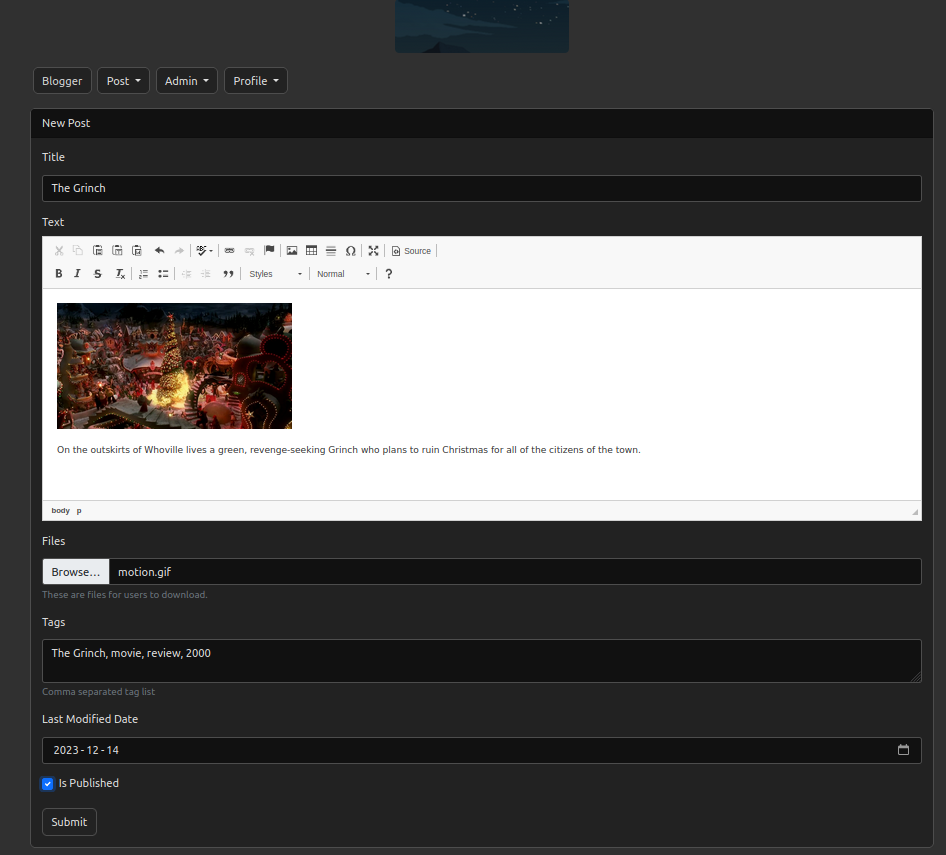 Blogger Post Admin Profile
New Post
Title
The Grinch
Text
ABC Source
B I S Tx Styles Normal ?
On the outskirts of Whoville lives a green, revenge-seeking Grinch who plans to ruin Christmas for all of the citizens of the town.
body p
Files
Browse... motion.gif
These are files for users to download.
Tags
The Grinch, movie, review, 2000
Comma separated tag list
Last Modified Date
2023-12-14
Is Published
Submit